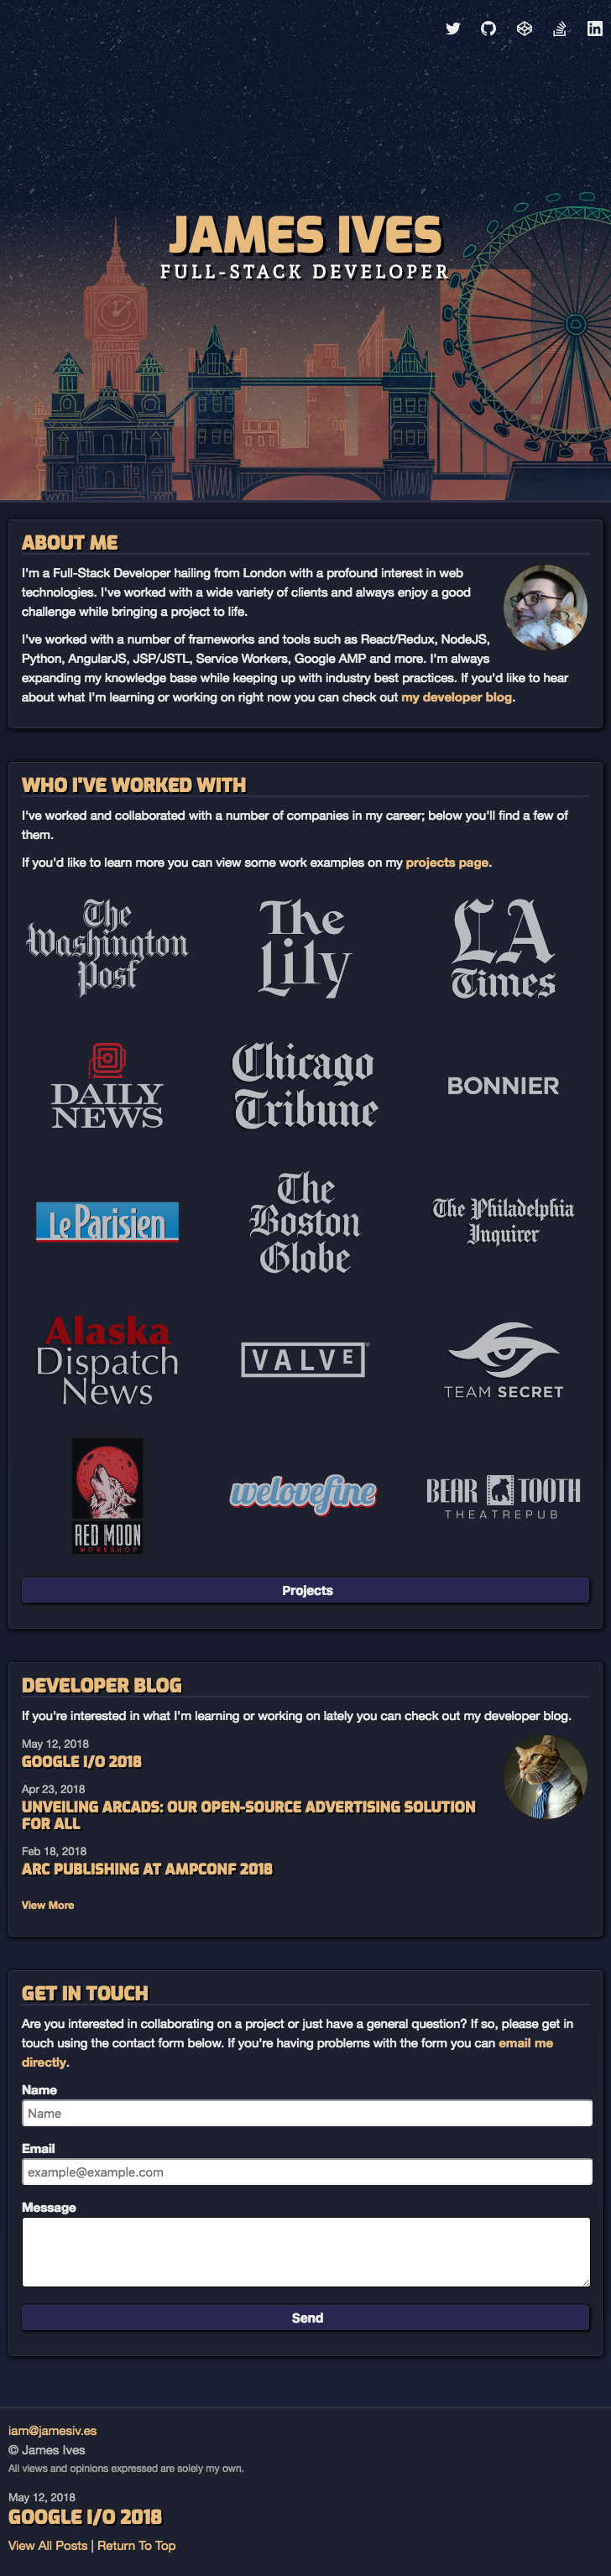 JAMES IVES
FULL-STACK DEVELOPER
ABOUT ME
I'm a Full-Stack Developer hailing from London with a profound interest in web
technologies. I've worked with a wide variety of clients and always enjoy a good
challenge while bringing a project to life.
I've worked with a number of frameworks and tools such as React/Redux, NodeJS,
Python, AngularJS, JSP/JSTL, Service Workers, Google AMP and more. I'm always
expanding my knowledge base while keeping up with industry best practices. If you'd like to hear
about what I'm learning or working on right now you can check out my developer blog.
WHO I'VE WORKED WITH
I've worked and collaborated with a number of companies in my career; below you'll find a few of
them.
If you'd like to learn more you can view some work examples on my projects page.
The
Washington
Post
The
Lily
LA
Times
DAILY
NEWS
Chicago
Tribune
BONNIER
Le Parisien
The
Boston
Globe
The Philadelphia
Inquirer
Alaska
Dispatch
News
VALVE®
TEAM SECRET
RED MOON
WORKSHOP
welovefine
BEAR TOOTH
THEATREPUB
Projects
DEVELOPER BLOG
If you're interested in what I'm learning or working on lately you can check out my developer blog.
May 12, 2018
GOOGLE I/O 2018
Apr 23, 2018
UNVEILING ARCADS: OUR OPEN-SOURCE ADVERTISING SOLUTION
FOR ALL
Feb 18, 2018
ARC PUBLISHING AT AMPCONF 2018
View More
GET IN TOUCH
Are you interested in collaborating on a project or just have a general question? If so, please get in
touch using the contact form below. If you're having problems with the form you can email me
directly.
Name
Name
Email
example@example.com
Message
Send
iam@jamesiv.es
© James Ives
All views and opinions expressed are solely my own.
May 12, 2018
GOOGLE I/O 2018
View All Posts | Return To Top